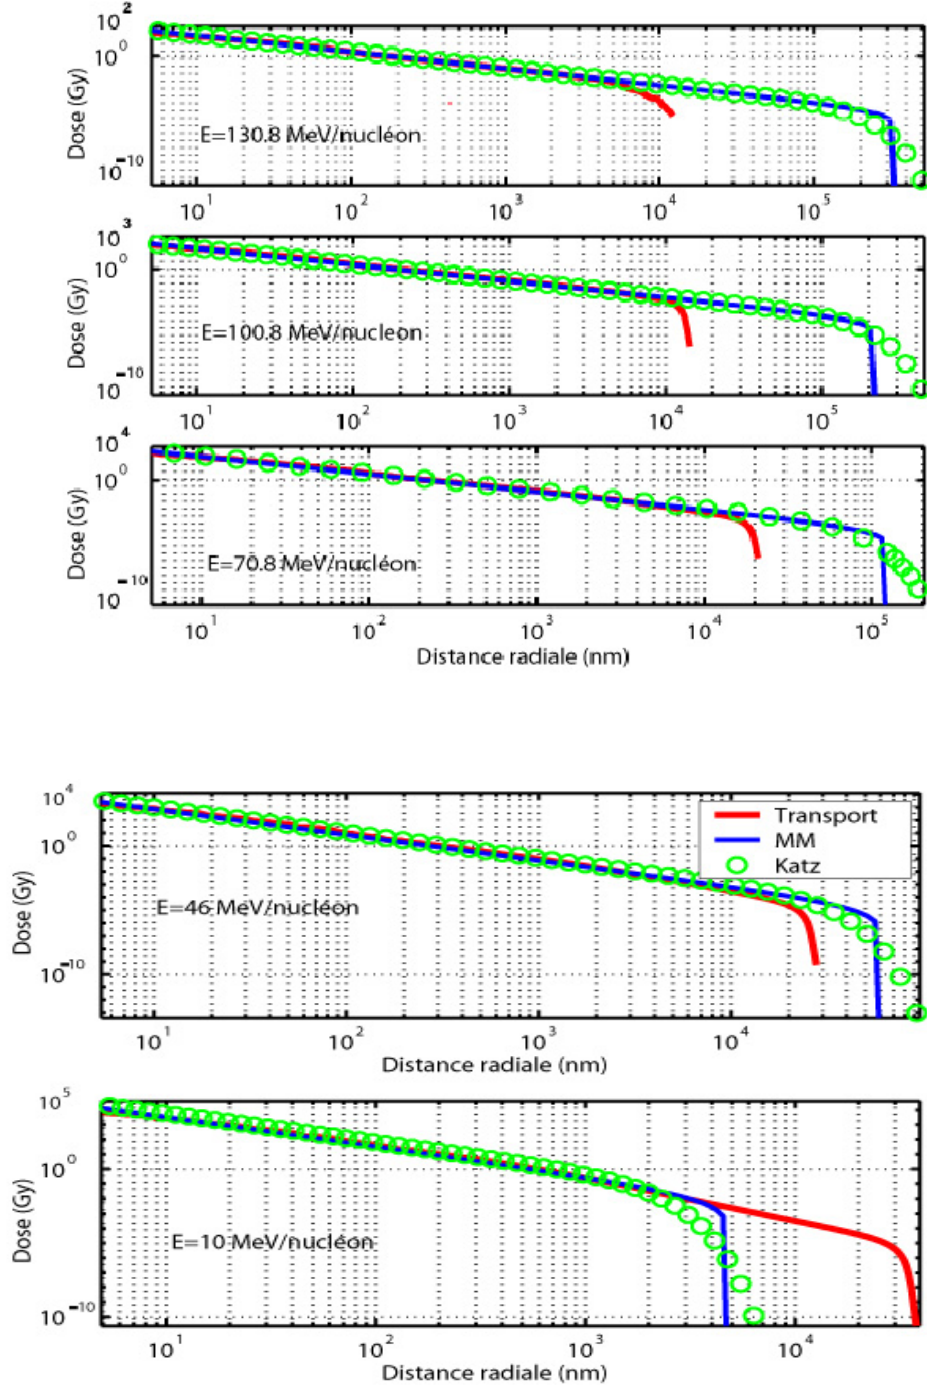 10^2
10^0
10^-10
Dose (Gy)
E=130.8 MeV/nucléon
10^1 10^2 10^3 10^4 10^5
10^3
10^0
10^-10
Dose (Gy)
E=100.8 MeV/nucléon
10^1 10^2 10^3 10^4 10^5
10^4
10^0
10^-10
Dose (Gy)
E=70.8 MeV/nucléon
10^1 10^2 10^3 10^4 10^5
Distance radiale (nm)
10^4
10^0
10^-10
Dose (Gy)
Transport
MM
Katz
E=46 MeV/nucléon
10^1 10^2 10^3 10^4
Distance radiale (nm)
10^5
10^0
10^-10
Dose (Gy)
E=10 MeV/nucléon
10^1 10^2 10^3 10^4
Distance radiale (nm)